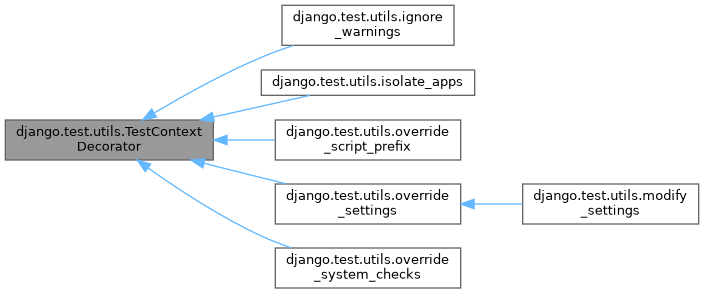 django.test.utils.ignore
_warnings
django.test.utils.isolate_apps
django.test.utils.TestContext
Decorator
django.test.utils.override
_script_prefix
django.test.utils.override
_settings
django.test.utils.modify
_settings
django.test.utils.override
_system_checks